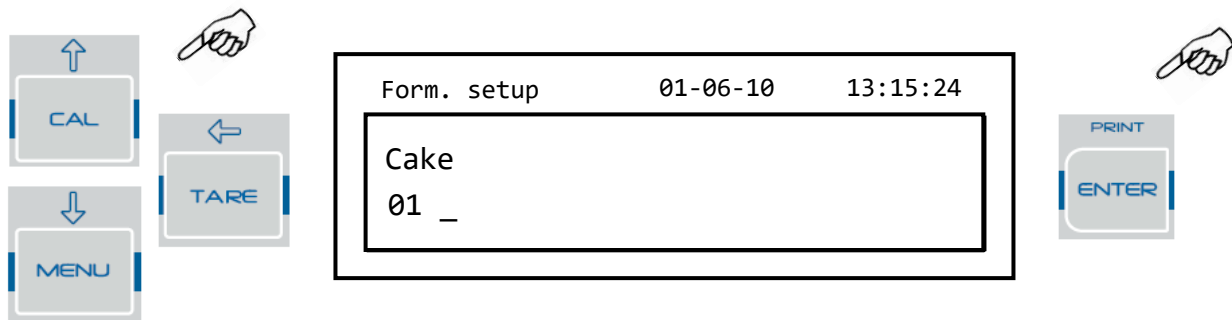 CAL
MENU
TARE
Form. setup 01-06-10 13:15:24
Cake
01 _
PRINT
ENTER